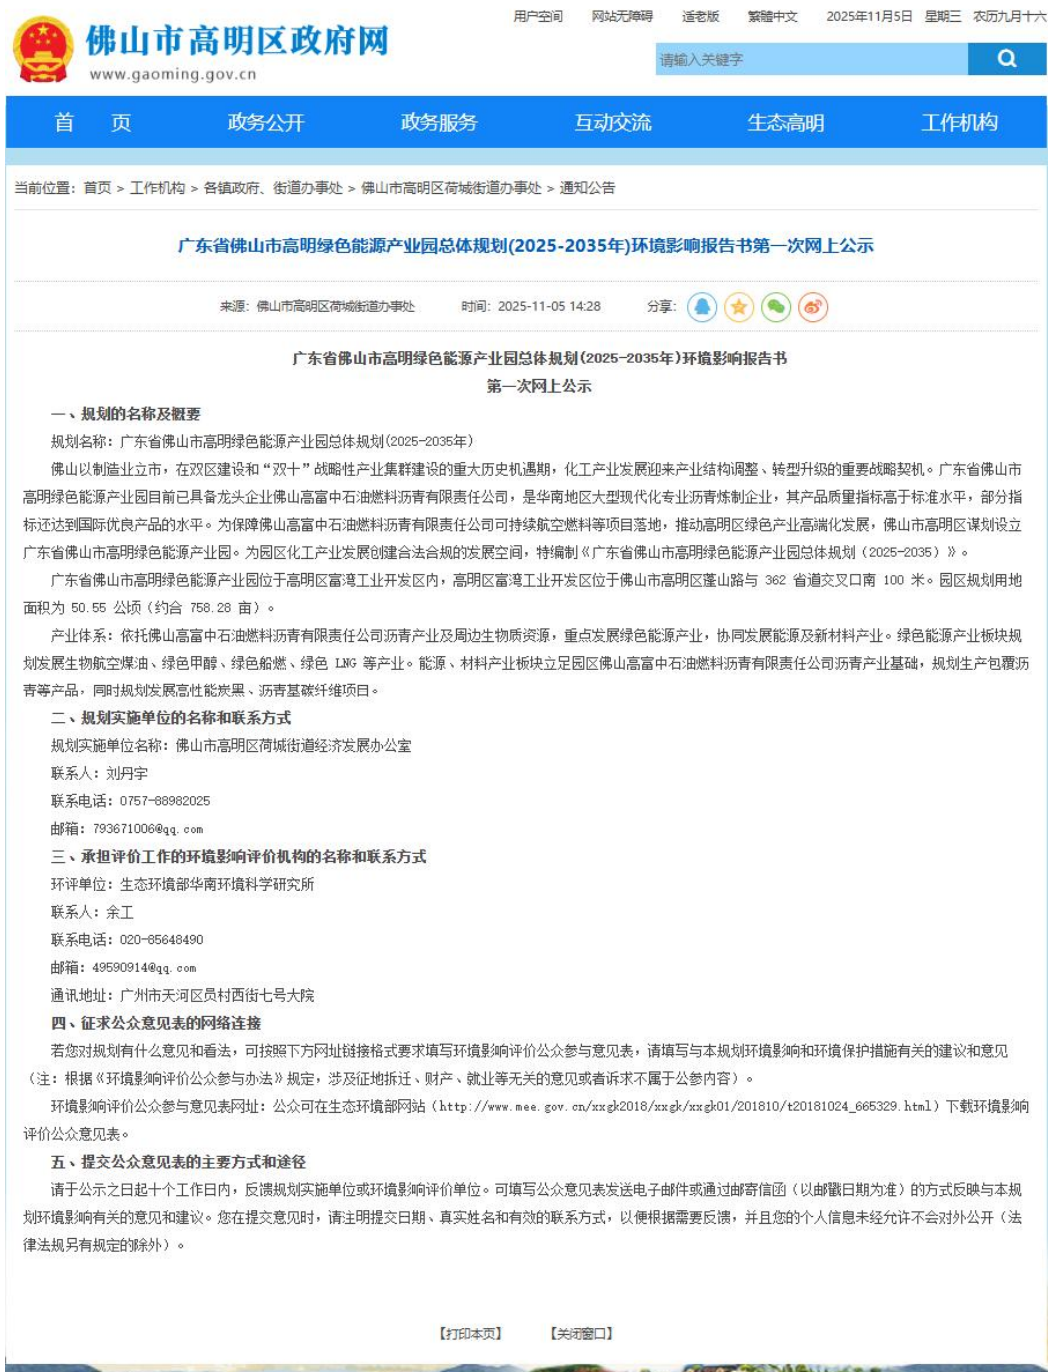 用户空间 网站无障碍 适老版 繁體中文 2025年11月5日 星期三 农历九月十六
佛山市高明区政府网
www.gaoming.gov.cn
请输入关键字
首 页 政务公开 政务服务 互动交流 生态高明 工作机构
当前位置：首页 > 工作机构 > 各镇政府、街道办事处 > 佛山市高明区荷城街道办事处 > 通知公告
广东省佛山市高明绿色能源产业园总体规划(2025-2035年)环境影响报告书第一次网上公示
来源：佛山市高明区荷城街道办事处 时间：2025-11-05 14:28 分享：
广东省佛山市高明绿色能源产业园总体规划(2025-2035年)环境影响报告书
第一次网上公示
一、规划的名称及概要
规划名称：广东省佛山市高明绿色能源产业园总体规划(2025-2035年)
佛山以制造业立市，在双区建设和“双十”战略性产业集群建设的重大历史机遇期，化工产业发展迎来产业结构调整、转型升级的重要战略契机。广东省佛山市
高明绿色能源产业园目前已具备龙头企业佛山高富中石油燃料沥青有限责任公司，是华南地区大型现代化专业沥青炼制企业，其产品质量指标高于标准水平，部分指
标还达到国际优良产品的水平。为保障佛山高富中石油燃料沥青有限责任公司可持续航空燃料等项目落地，推动高明区绿色产业高端化发展，佛山市高明区谋划设立
广东省佛山市高明绿色能源产业园。为园区化工产业发展创建合法合规的发展空间，特编制《广东省佛山市高明绿色能源产业园总体规划（2025-2035）》。
广东省佛山市高明绿色能源产业园位于高明区富湾工业开发区内，高明区富湾工业开发区位于佛山市高明区蓬山路与 362 省道交叉口南 100 米。园区规划用地
面积为 50.55 公顷（约合 758.28 亩）。
产业体系：依托佛山高富中石油燃料沥青有限责任公司沥青产业及周边生物质资源，重点发展绿色能源产业，协同发展能源及新材料产业。绿色能源产业板块规
划发展生物航空煤油、绿色甲醇、绿色船燃、绿色 LNG 等产业。能源、材料产业板块立足园区佛山高富中石油燃料沥青有限责任公司沥青产业基础，规划生产包覆沥
青等产品，同时规划发展高性能炭黑、沥青基碳纤维项目。
二、规划实施单位的名称和联系方式
规划实施单位名称：佛山市高明区荷城街道经济发展办公室
联系人：刘丹宇
联系电话：0757-88982025
邮箱：793671006@qq.com
三、承担评价工作的环境影响评价机构的名称和联系方式
环评单位：生态环境部华南环境科学研究所
联系人：余工
联系电话：020-85648490
邮箱：49590914@qq.com
通讯地址：广州市天河区员村西街七号大院
四、征求公众意见表的网络连接
若您对规划有什么意见和看法，可按照下方网址链接格式要求填写环境影响评价公众参与意见表，请填写与本规划环境影响和环境保护措施有关的建议和意见
（注：根据《环境影响评价公众参与办法》规定，涉及征地拆迁、财产、就业等无关的意见或者诉求不属于公参内容）。
环境影响评价公众参与意见表网址：公众可在生态环境部网站（http://www.mee.gov.cn/xxgk2018/xxgk/xxgk01/201810/t20181024_665329.html）下载环境影响
评价公众意见表。
五、提交公众意见表的主要方式和途径
请于公示之日起十个工作日内，反馈规划实施单位或环境影响评价单位。可填写公众意见表发送电子邮件或通过邮寄信函（以邮戳日期为准）的方式反映与本规
划环境影响有关的意见和建议。您在提交意见时，请注明提交日期、真实姓名和有效的联系方式，以便根据需要反馈，并且您的个人信息未经允许不会对外公开（法
律法规另有规定的除外）。
【打印本页】 【关闭窗口】